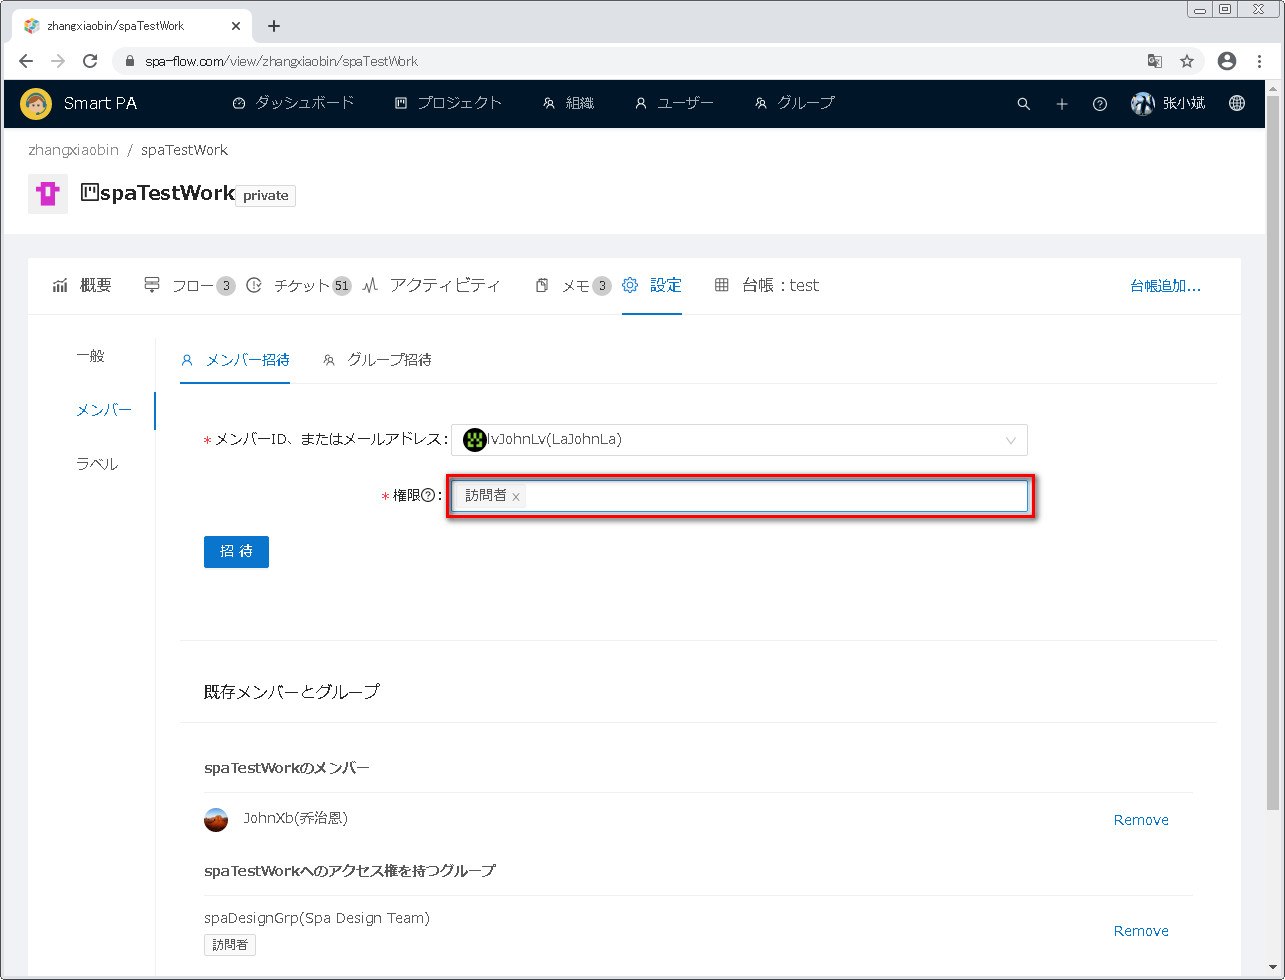 zhangxiaobin/spaTestWork
spa-flow.com/view/zhangxiaobin/spaTestWork
Smart PA ダッシュボード プロジェクト 組織 ユーザー グループ 张小斌
zhangxiaobin / spaTestWork
spaTestWork private
概要 フロー 3 チケット 51 アクティビティ メモ 3 設定 台帳：test 台帳追加...
一般
メンバー
ラベル
メンバー招待 グループ招待
* メンバーID、またはメールアドレス: lvJohnLv(LaJohnLa)
* 権限 : 訪問者 ×
招 待
既存メンバーとグループ
spaTestWorkのメンバー
JohnXb(乔治恩) Remove
spaTestWorkへのアクセス権を持つグループ
spaDesignGrp(Spa Design Team) Remove
訪問者